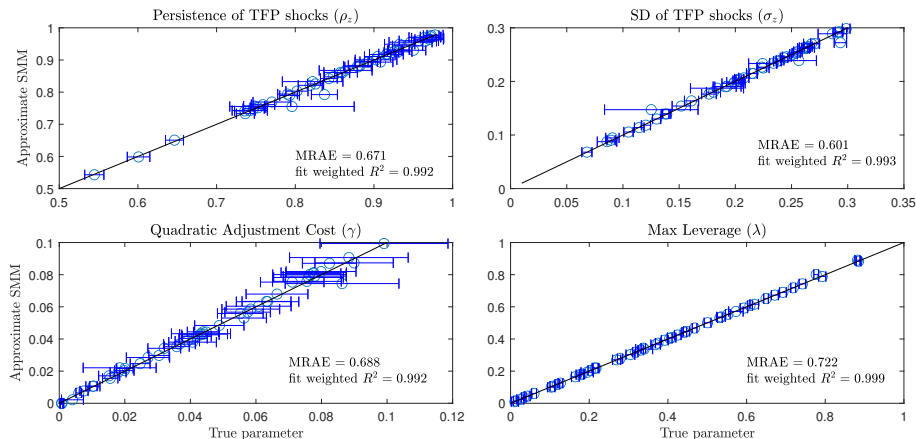 Persistence of TFP shocks (ρz)
Approximate SMM
1
0.9
0.8
0.7
0.6
0.5
0.5 0.6 0.7 0.8 0.9 1
MRAE = 0.671
fit weighted R² = 0.992
SD of TFP shocks (σz)
0.3
0.2
0.1
0
0 0.05 0.1 0.15 0.2 0.25 0.3 0.35
MRAE = 0.601
fit weighted R² = 0.993
Quadratic Adjustment Cost (γ)
Approximate SMM
0.1
0.08
0.06
0.04
0.02
0
0 0.02 0.04 0.06 0.08 0.1 0.12
True parameter
MRAE = 0.688
fit weighted R² = 0.992
Max Leverage (λ)
1
0.8
0.6
0.4
0.2
0
0 0.2 0.4 0.6 0.8 1
True parameter
MRAE = 0.722
fit weighted R² = 0.999